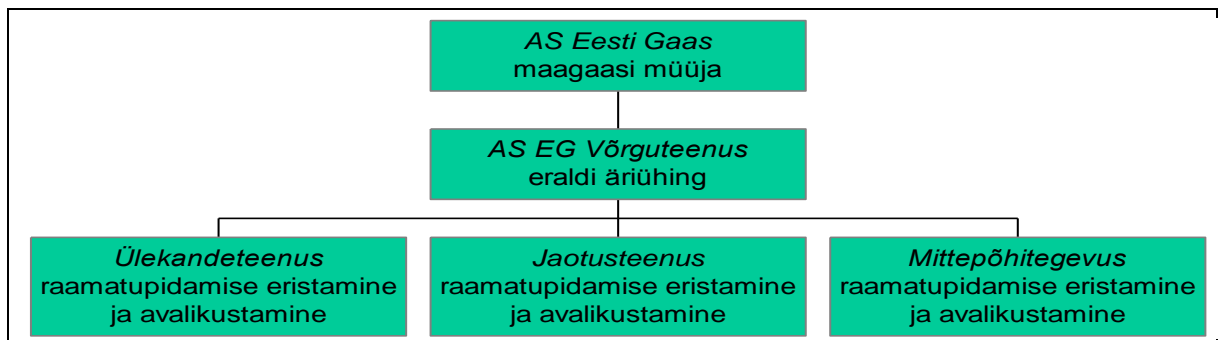 AS Eesti Gaas
maagaasi müüja
AS EG Võrguteenus
eraldi äriühing
Ülekandeteenus
raamatupidamise eristamine
ja avalikustamine
Jaotusteenus
raamatupidamise eristamine
ja avalikustamine
Mittepõhitegevus
raamatupidamise eristamine
ja avalikustamine